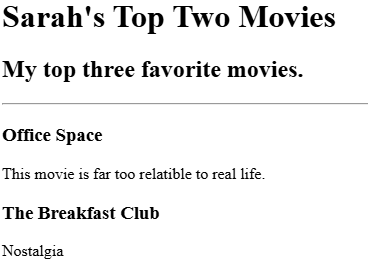 Sarah's Top Two Movies
My top three favorite movies.
Office Space
This movie is far too relatible to real life.
The Breakfast Club
Nostalgia